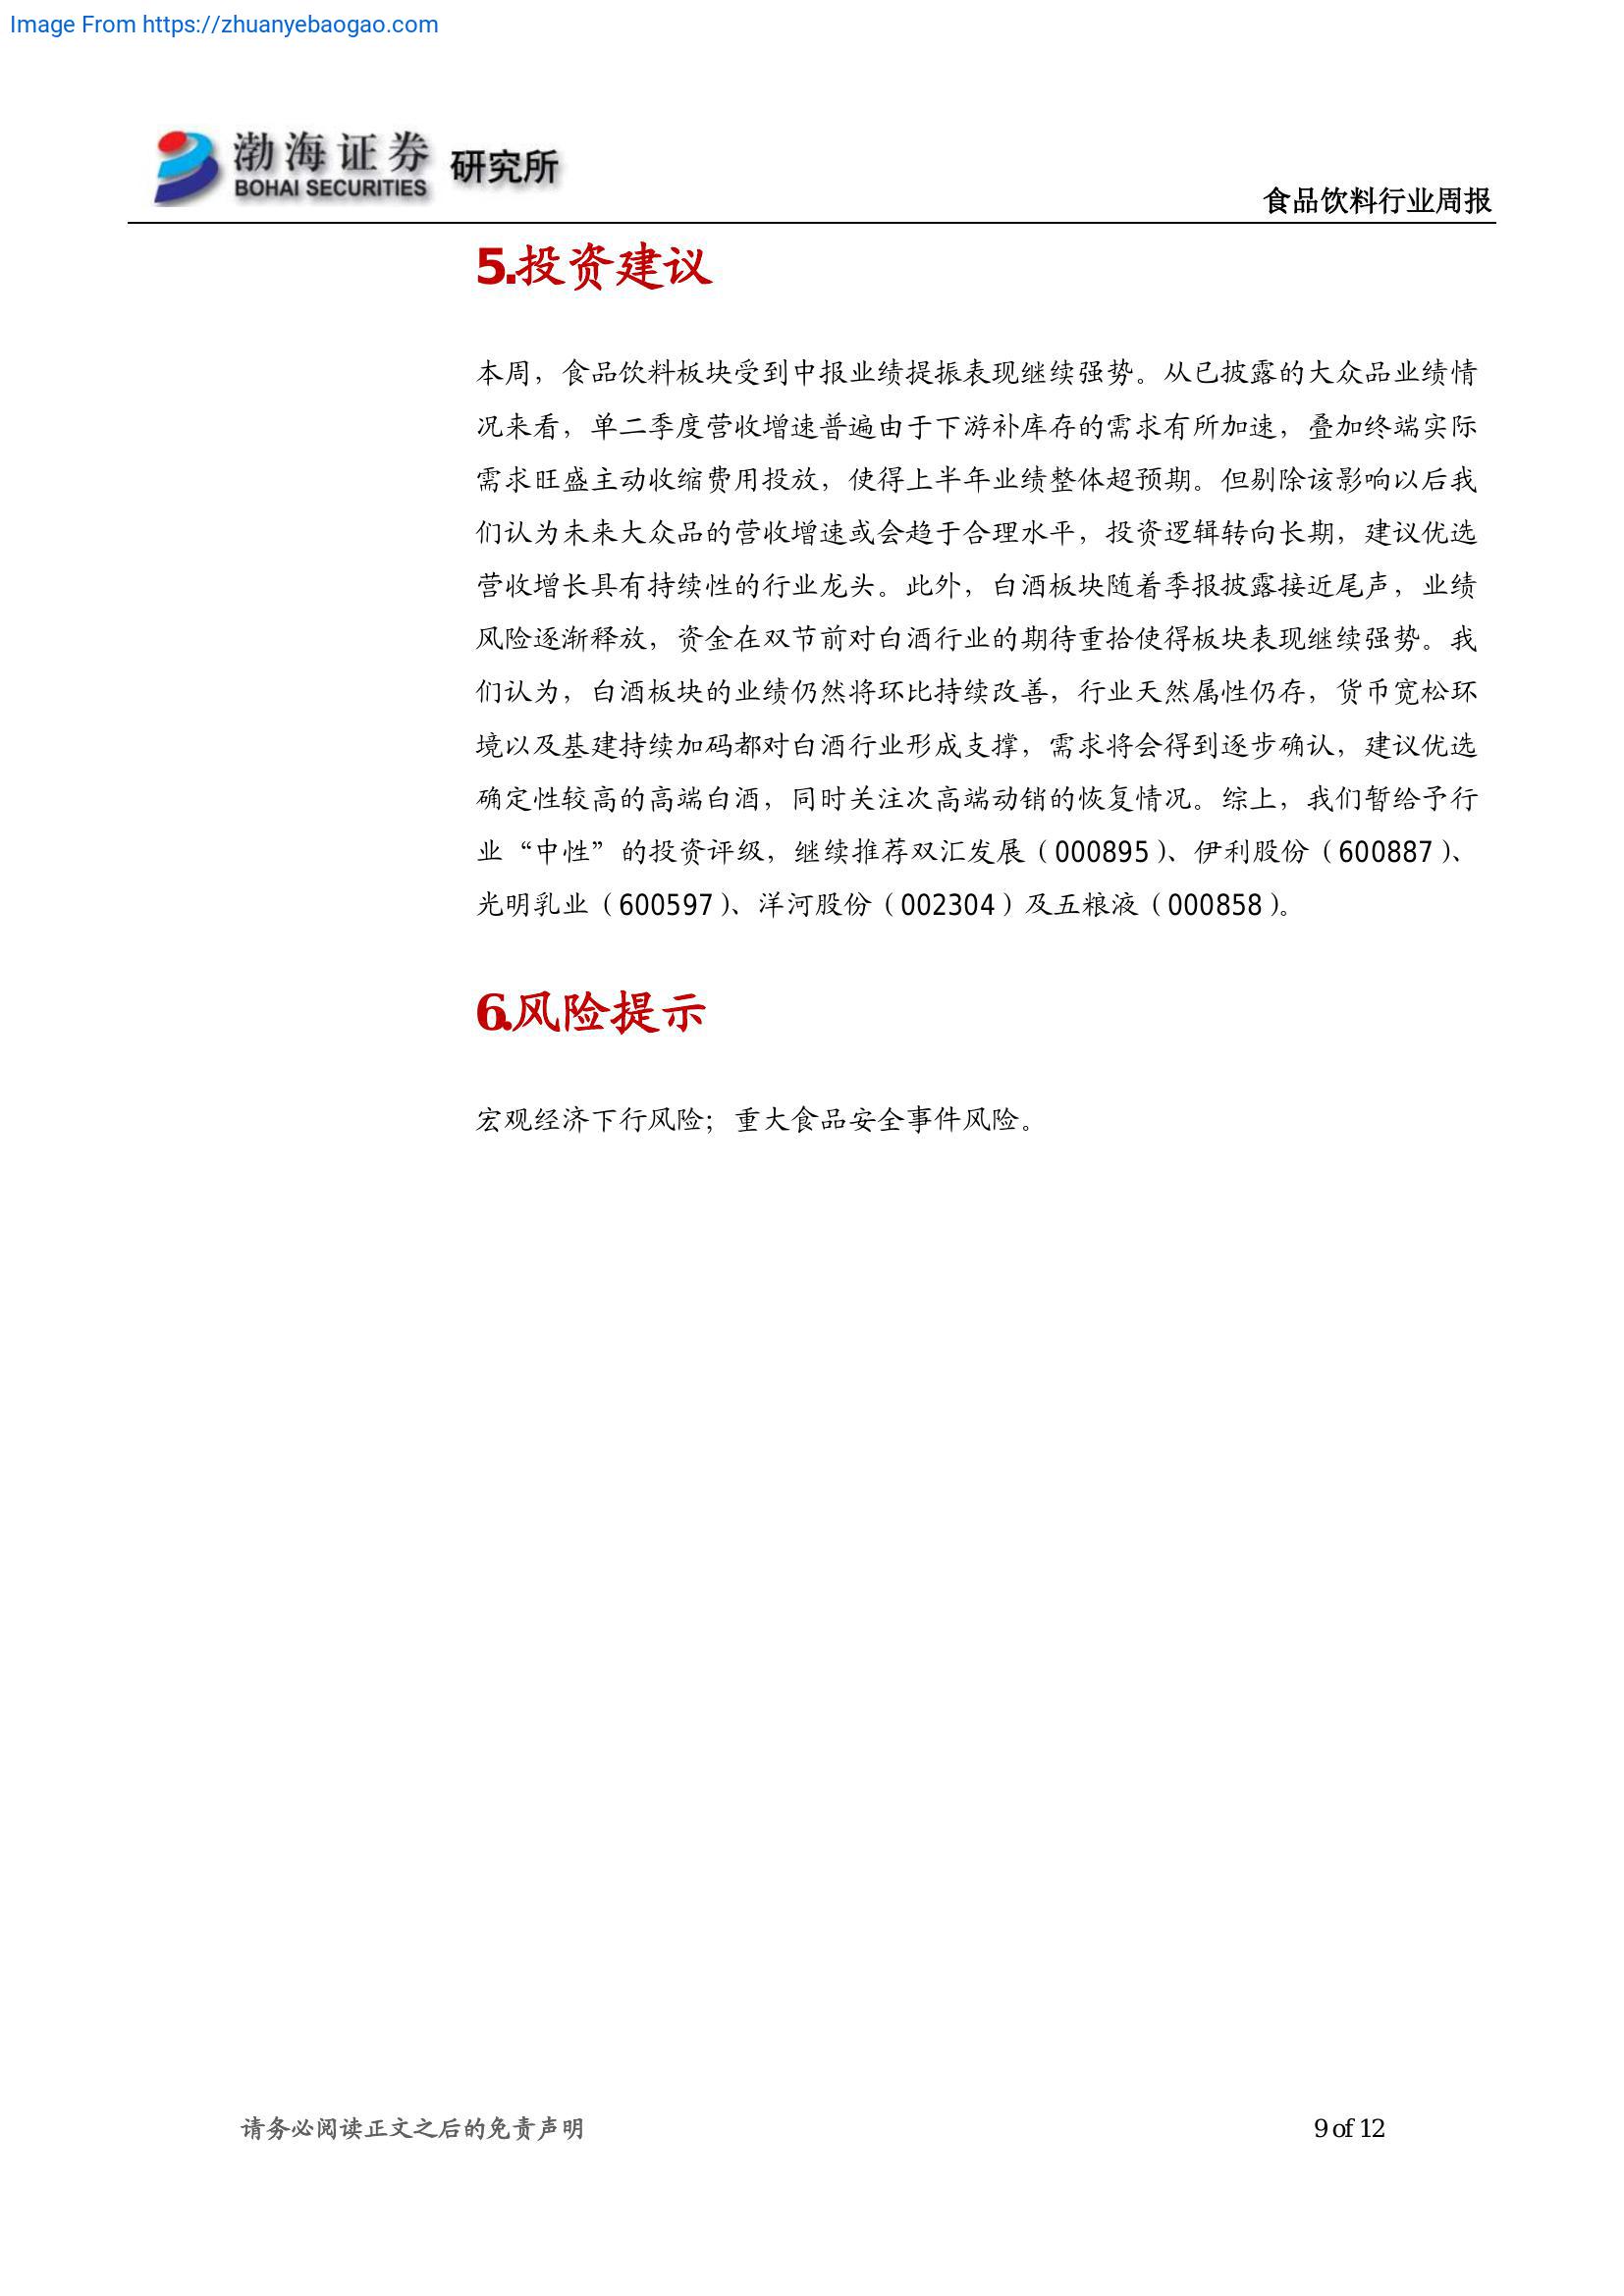 Image From https://zhuanyebaogao.com
渤海证券 研究所
BOHAI SECURITIES
食品饮料行业周报
5.投资建议
本周，食品饮料板块受到中报业绩提振表现继续强势。从已披露的大众品业绩情
况来看，单二季度营收增速普遍由于下游补库存的需求有所加速，叠加终端实际
需求旺盛主动收缩费用投放，使得上半年业绩整体超预期。但剔除该影响以后我
们认为未来大众品的营收增速或会趋于合理水平，投资逻辑转向长期，建议优选
营收增长具有持续性的行业龙头。此外，白酒板块随着季报披露接近尾声，业绩
风险逐渐释放，资金在双节前对白酒行业的期待重拾使得板块表现继续强势。我
们认为，白酒板块的业绩仍然将环比持续改善，行业天然属性仍存，货币宽松环
境以及基建持续加码都对白酒行业形成支撑，需求将会得到逐步确认，建议优选
确定性较高的高端白酒，同时关注次高端动销的恢复情况。综上，我们暂给予行
业“中性”的投资评级，继续推荐双汇发展（000895）、伊利股份（600887）、
光明乳业（600597）、洋河股份（002304）及五粮液（000858）。
6.风险提示
宏观经济下行风险；重大食品安全事件风险。
请务必阅读正文之后的免责声明
9 of 12